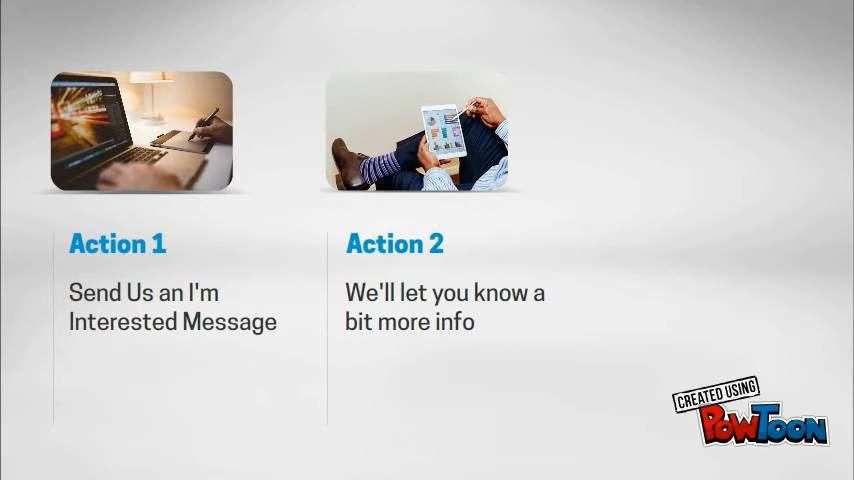 Action 1
Send Us an I'm
Interested Message
Action 2
We'll let you know a
bit more info
CREATED USING
POWTOON